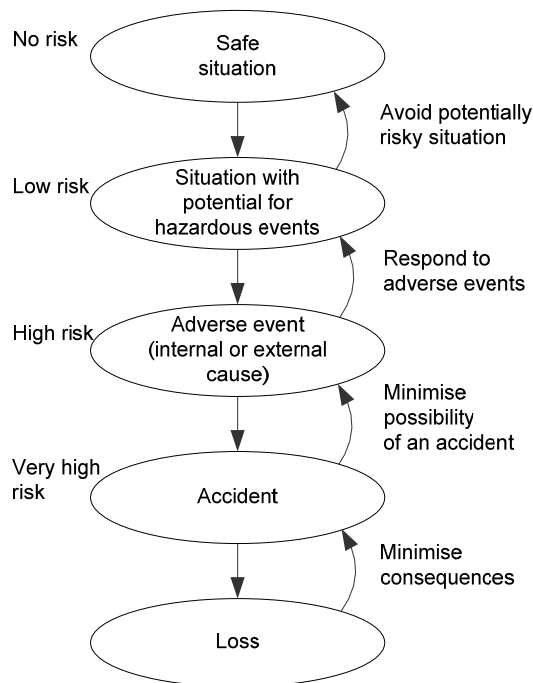 No risk
Safe
situation
Avoid potentially
risky situation
Low risk
Situation with
potential for
hazardous events
Respond to
adverse events
High risk
Adverse event
(internal or external
cause)
Minimise
possibility
of an accident
Very high
risk
Accident
Minimise
consequences
Loss